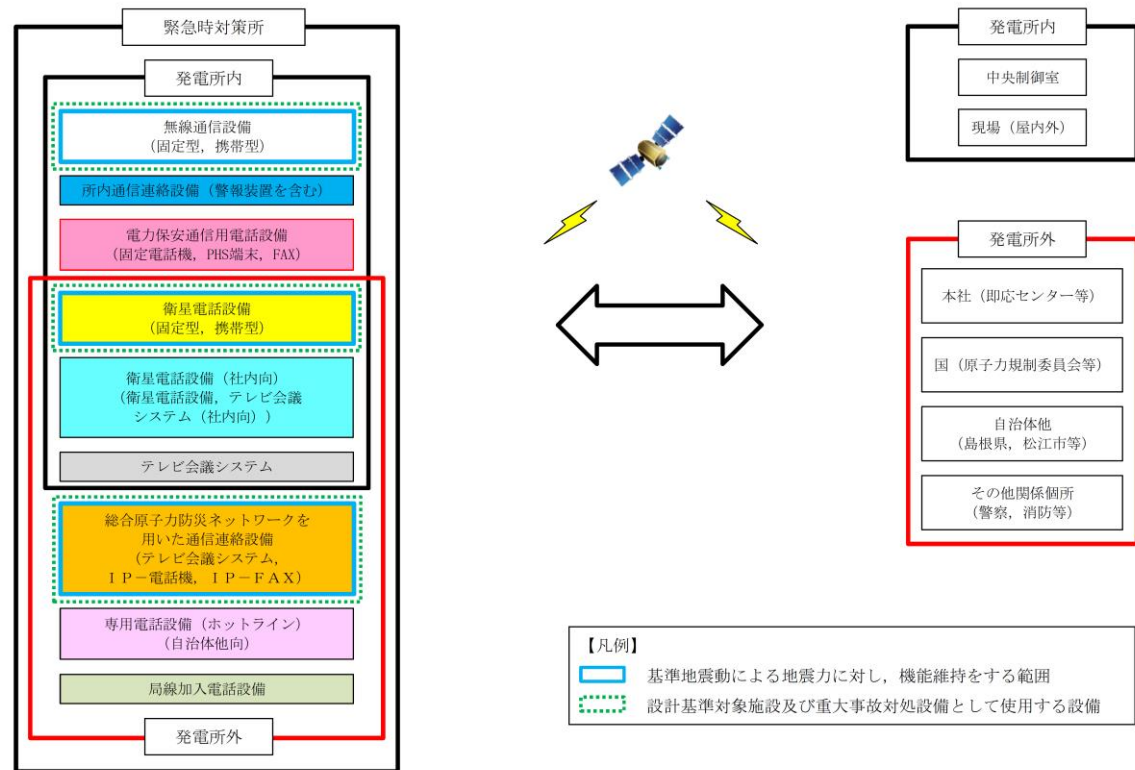 緊急時対策所
発電所内
無線通信設備
(固定型，携帯型)
所内通信連絡設備（警報装置を含む）
電力保安通信用電話設備
(固定電話機，PHS端末，FAX)
衛星電話設備
(固定型，携帯型)
衛星電話設備（社内向）
(衛星電話設備，テレビ会議
システム（社内向）)
テレビ会議システム
総合原子力防災ネットワークを
用いた通信連絡設備
(テレビ会議システム，
ＩＰ－電話機，ＩＰ－ＦＡＸ)
専用電話設備（ホットライン）
(自治体他向)
局線加入電話設備
発電所外
発電所内
中央制御室
現場（屋内外）
発電所外
本社（即応センター等）
国（原子力規制委員会等）
自治体他
(島根県，松江市等)
その他関係個所
(警察，消防等)
【凡例】
基準地震動による地震力に対し，機能維持をする範囲
設計基準対象施設及び重大事故対処設備として使用する設備